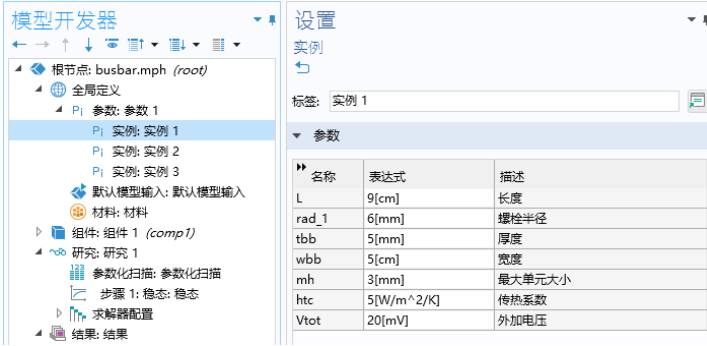 模型开发器
根节点: busbar.mph (root)
全局定义
Pi 参数: 参数 1
Pi 实例: 实例 1
Pi 实例: 实例 2
Pi 实例: 实例 3
默认模型输入: 默认模型输入
材料: 材料
组件: 组件 1 (comp1)
研究: 研究 1
参数化扫描: 参数化扫描
步骤 1: 稳态: 稳态
求解器配置
结果: 结果
设置
实例
标签: 实例 1
参数
名称 表达式 描述
L 9[cm] 长度
rad_1 6[mm] 螺栓半径
tbb 5[mm] 厚度
wbb 5[cm] 宽度
mh 3[mm] 最大单元大小
htc 5[W/m^2/K] 传热系数
Vtot 20[mV] 外加电压